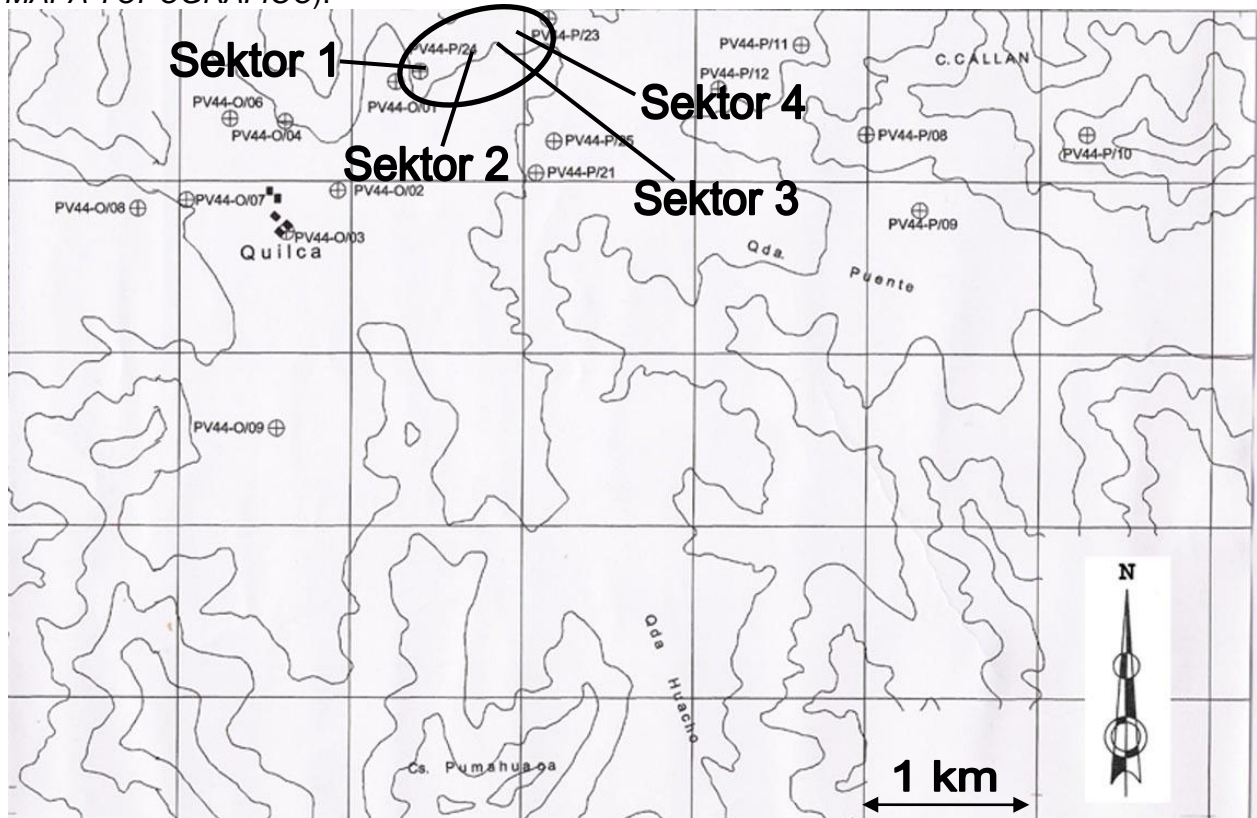 MAPA TOPOGRAFICO).
PV44-P/23
PV44-P/11
PV44-P/24
C. CALLAN
Sektor 1
PV44-P/12
PV44-O/06
PV44-O/01
Sektor 4
PV44-O/04
PV44-P/08
PV44-P/25
PV44-P/10
Sektor 2
PV44-P/21
PV44-O/02
Sektor 3
PV44-O/07
PV44-O/08
PV44-P/09
PV44-O/03
Quilca
Qda. Puente
PV44-O/09
N
Qda Huacho
Cs. Pumahuaca
1 km